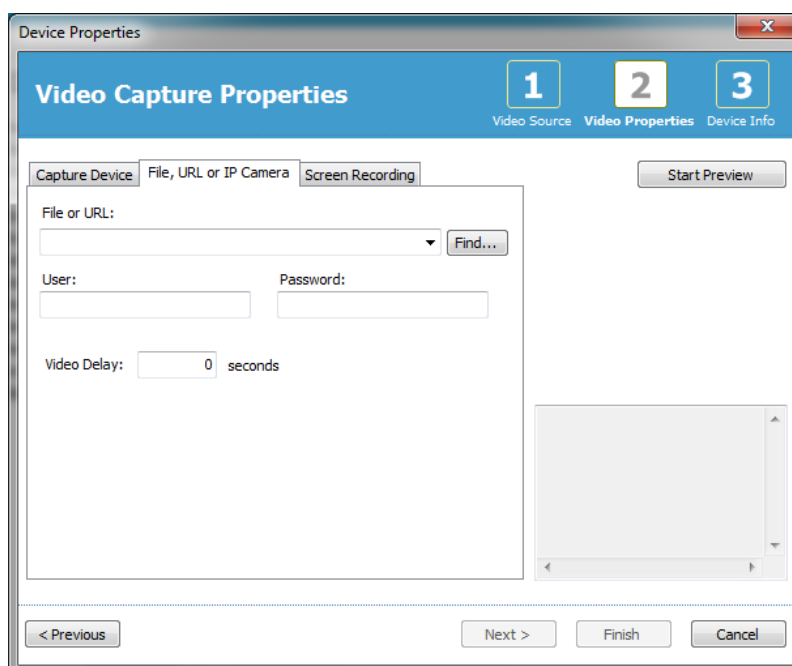 Device Properties
Video Capture Properties
1 2 3
Video Source Video Properties Device Info
Capture Device File, URL or IP Camera Screen Recording
Start Preview
File or URL:
Find...
User: Password:
Video Delay: 0 seconds
< Previous Next > Finish Cancel